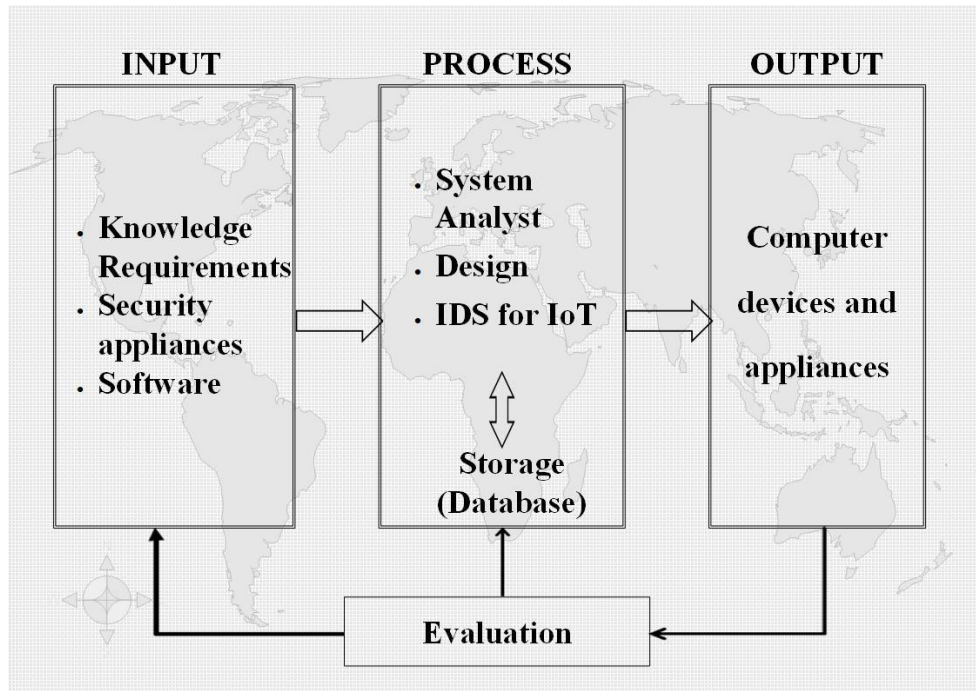 INPUT
Knowledge
Requirements
Security
appliances
Software
PROCESS
System
Analyst
Design
IDS for IoT
Storage
(Database)
OUTPUT
Computer
devices and
appliances
Evaluation